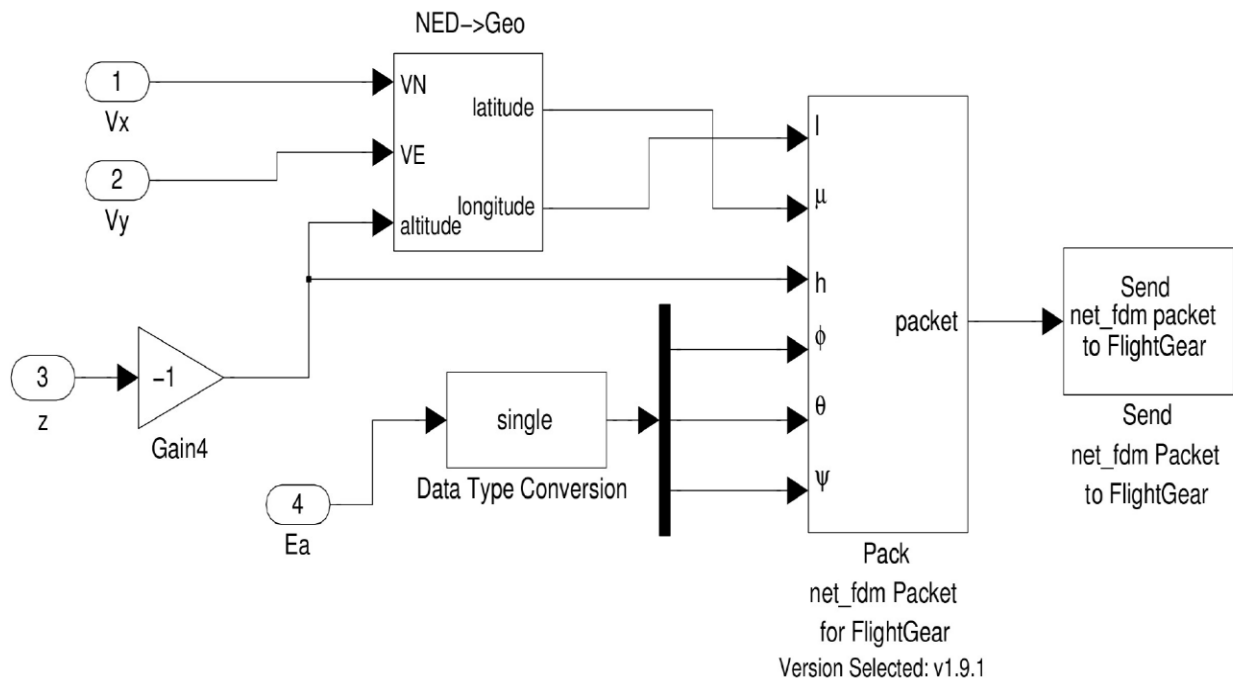 NED−>Geo
1
Vx
VN
latitude
2
Vy
VE
longitude
altitude
3
z
−1
Gain4
4
Ea
single
Data Type Conversion
l
μ
h
ϕ
θ
ψ
packet
Pack
net_fdm Packet
for FlightGear
Version Selected: v1.9.1
Send
net_fdm packet
to FlightGear
Send
net_fdm Packet
to FlightGear